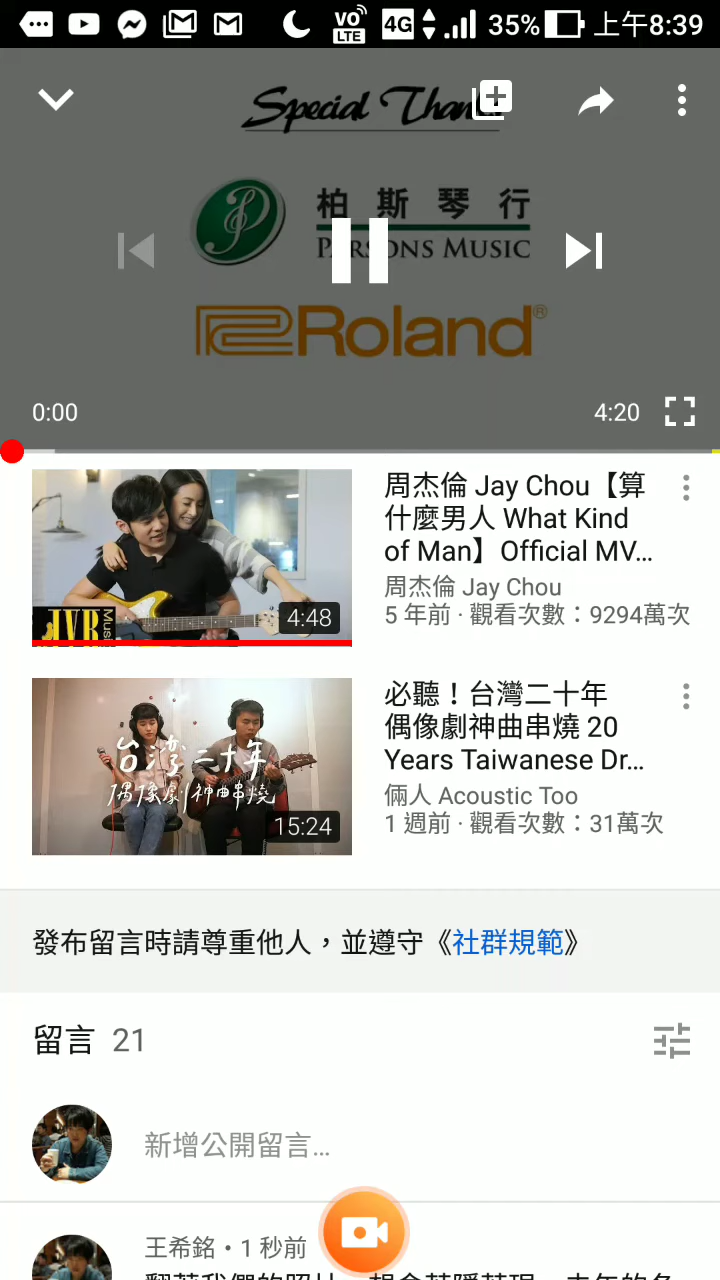 VO LTE 4G 35% 上午8:39
Special Thanks
柏斯琴行
PARSONS MUSIC
Roland®
0:00 4:20
周杰倫 Jay Chou【算
什麼男人 What Kind
of Man】Official MV...
周杰倫 Jay Chou
5 年前 · 觀看次數：9294萬次
JVR Music
4:48
必聽！台灣二十年
偶像劇神曲串燒 20
Years Taiwanese Dr...
倆人 Acoustic Too
1 週前 · 觀看次數：31萬次
台灣二十年
偶像劇神曲串燒
15:24
發布留言時請尊重他人，並遵守《社群規範》
留言 21
新增公開留言...
王希銘 • 1 秒前